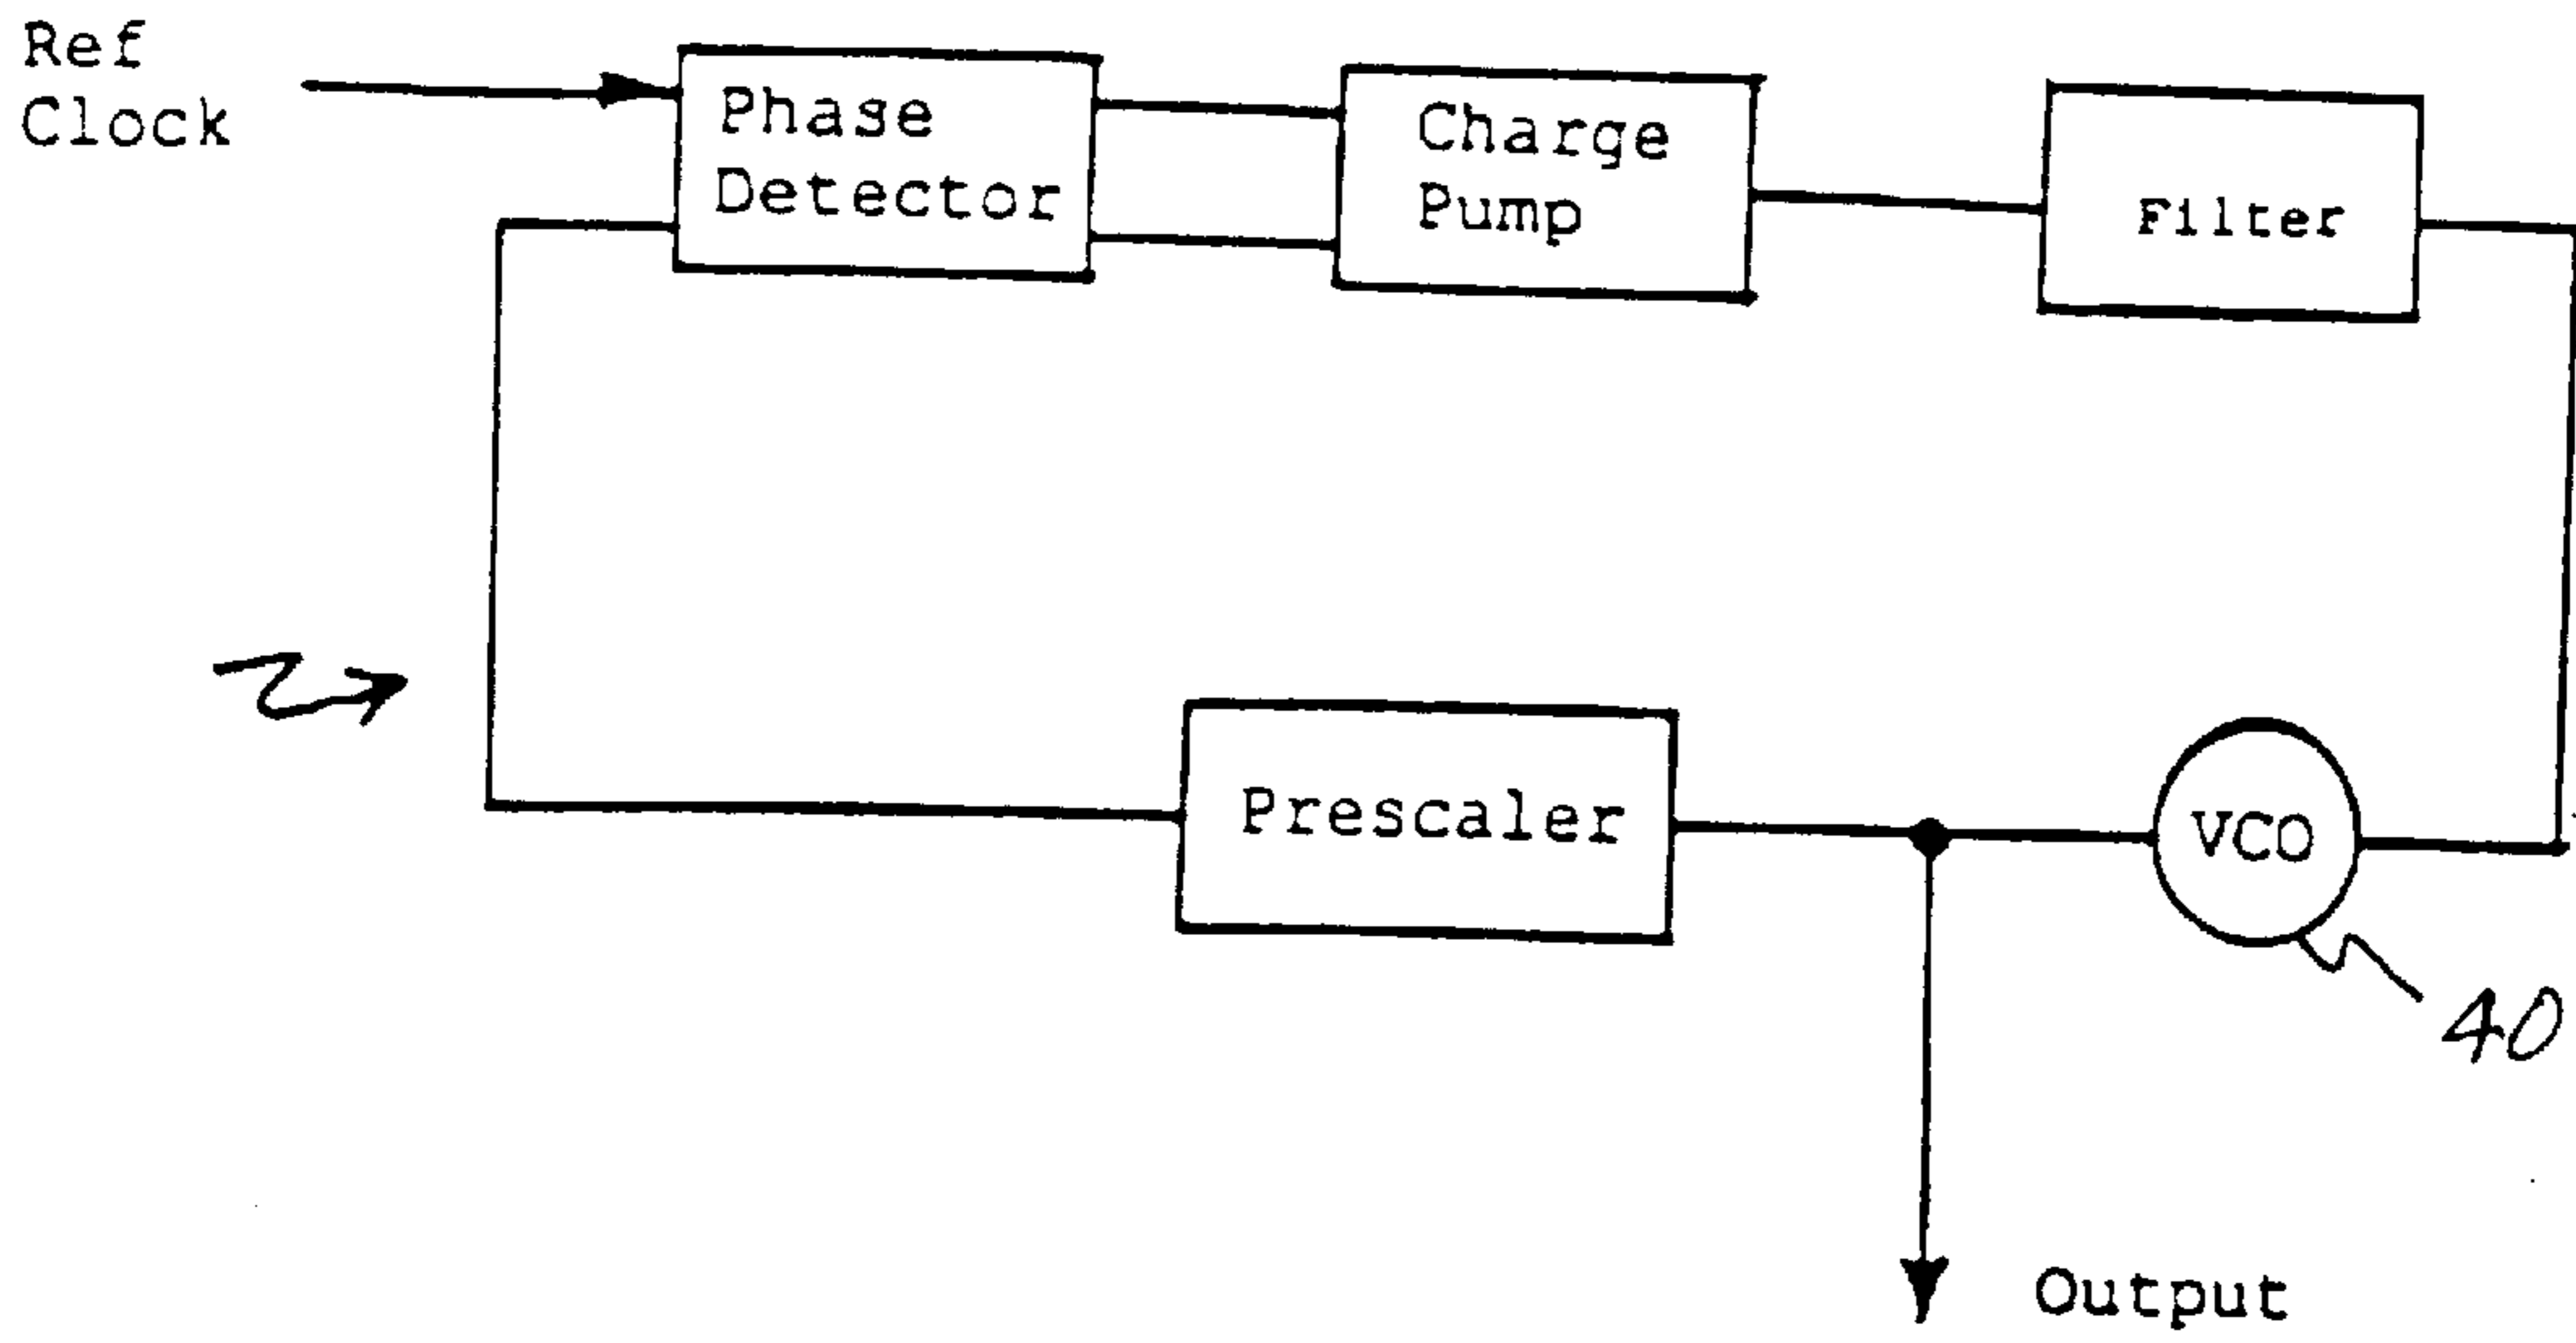 Ref
Clock
Phase
Detector
Charge
Pump
Filter
Prescaler
VCO
40
Output